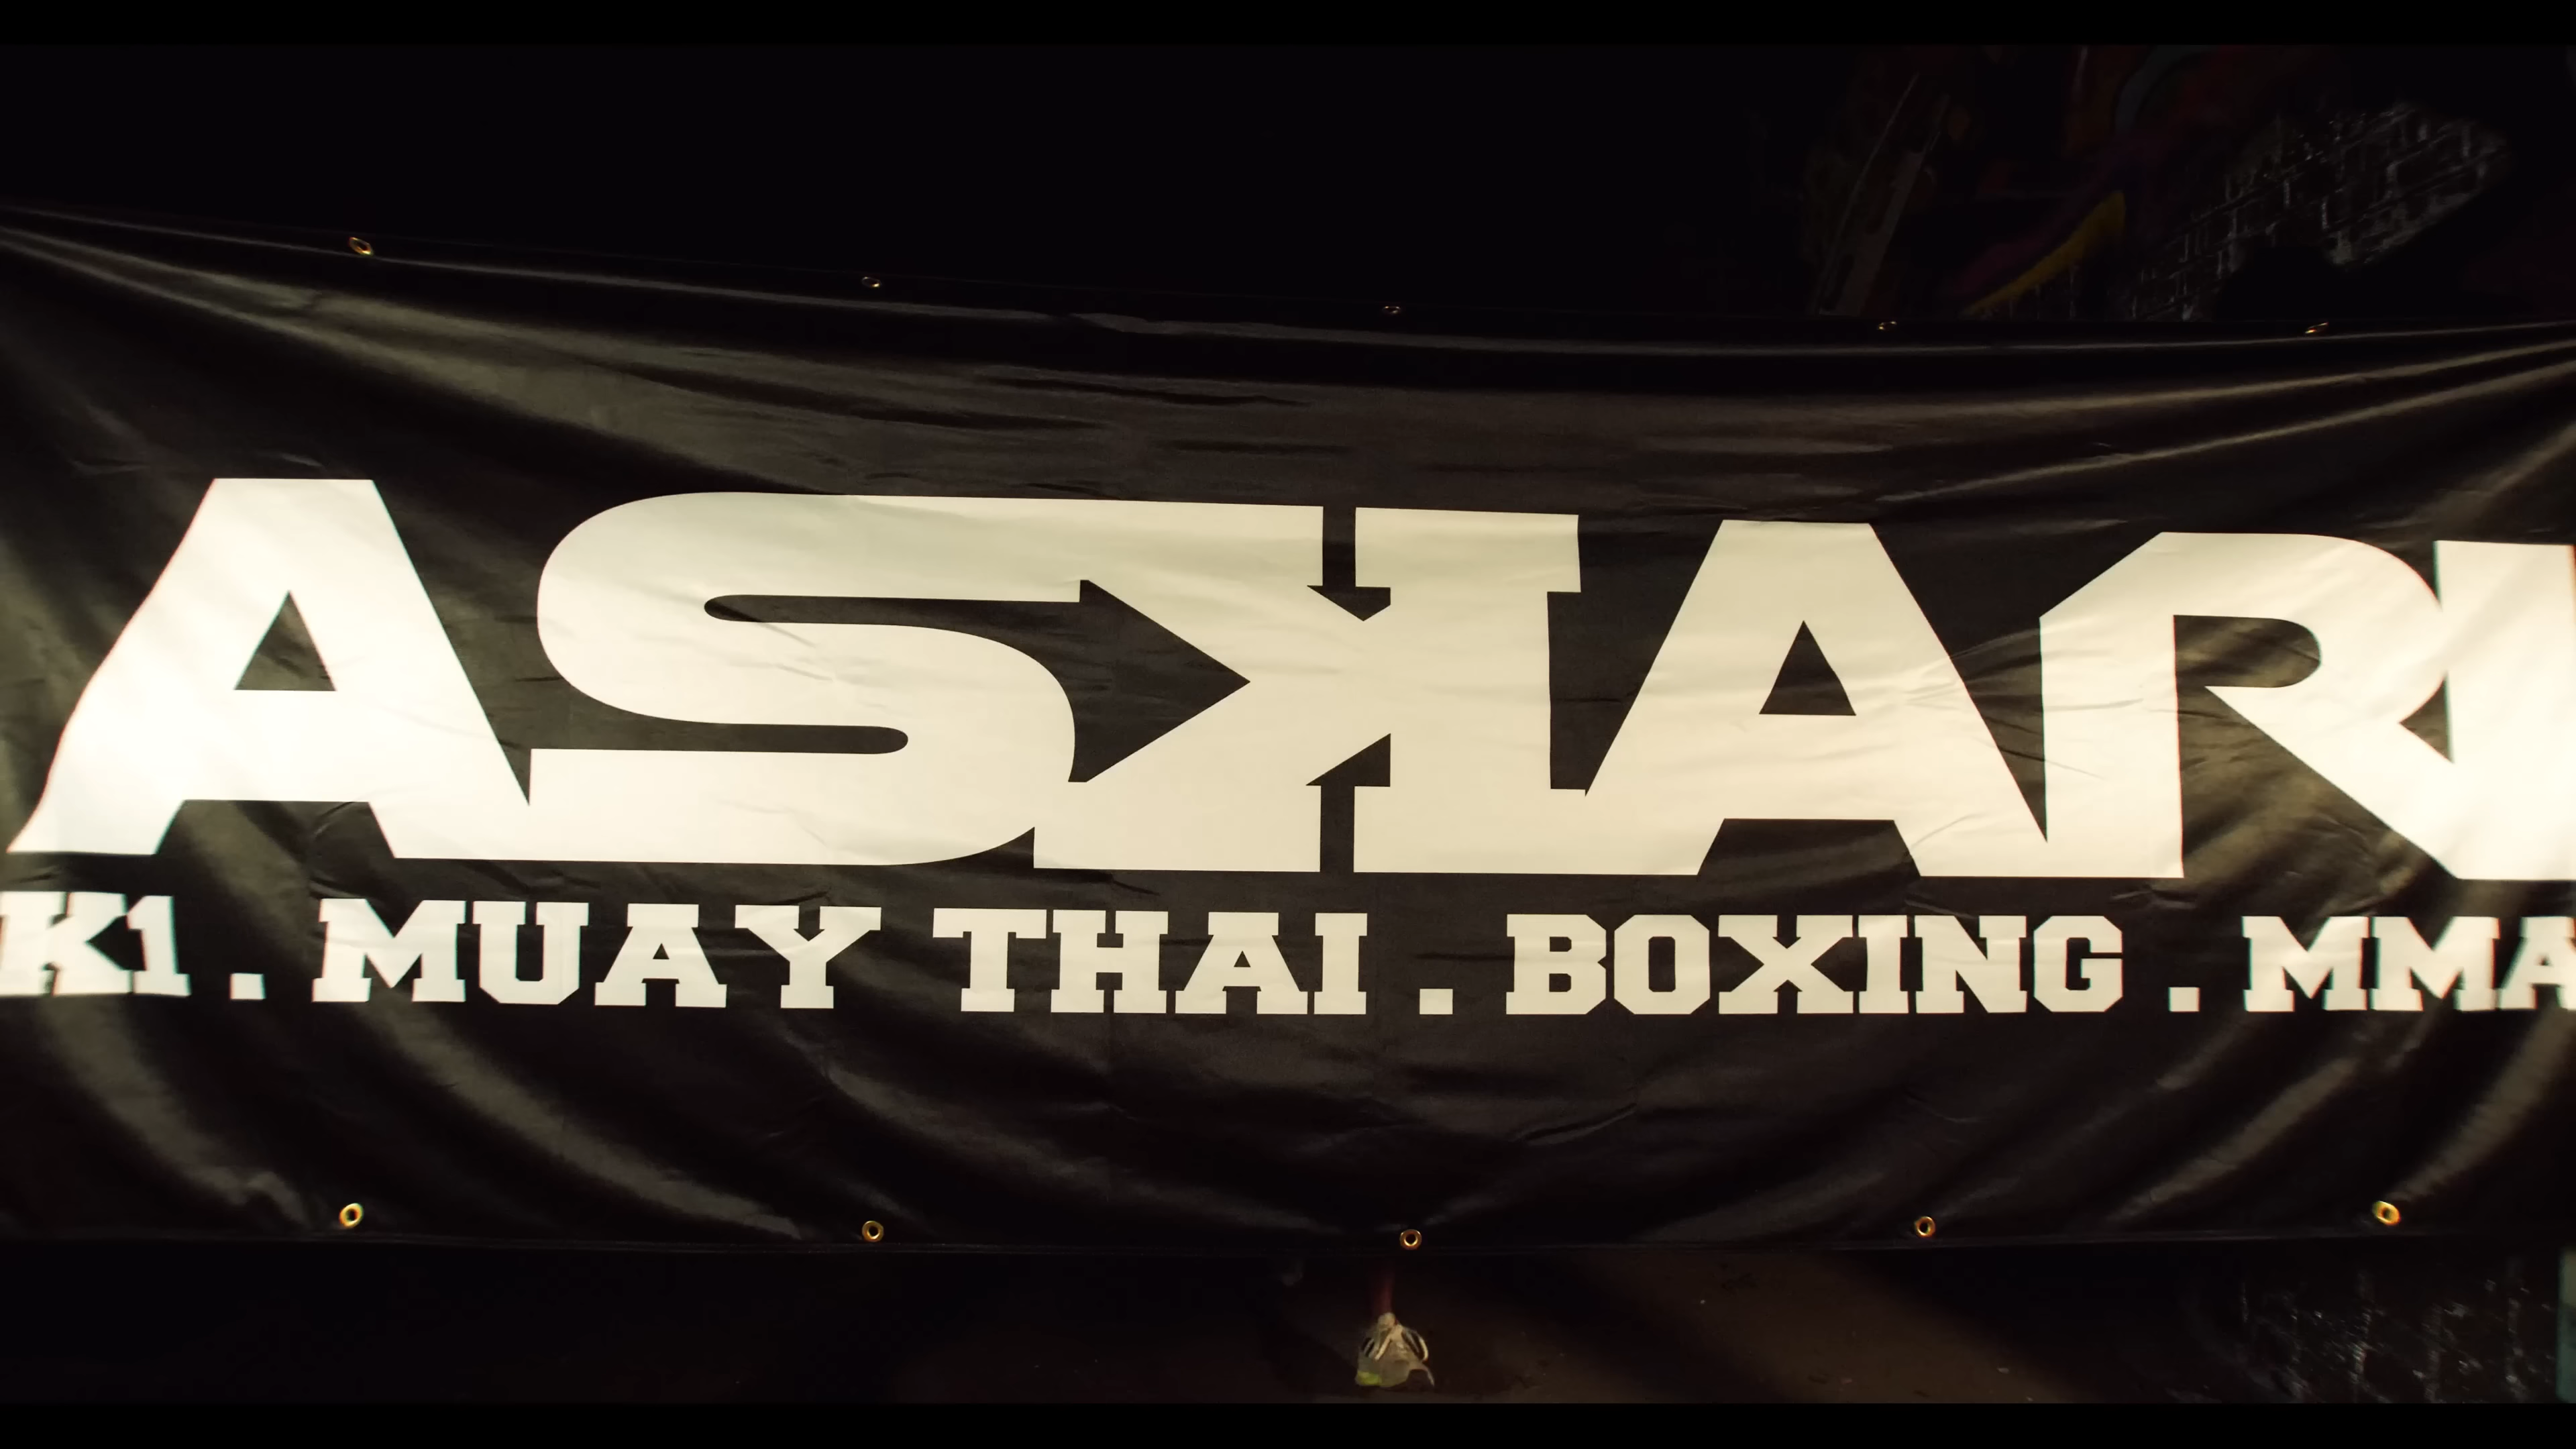 ASKARI
K1 . MUAY THAI . BOXING . MMA